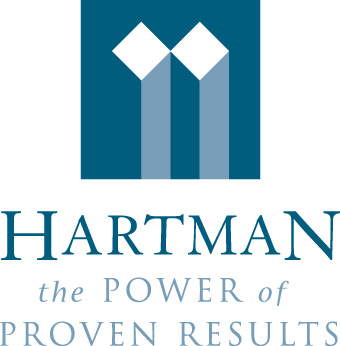 HARTMAN
the POWER of
PROVEN RESULTS